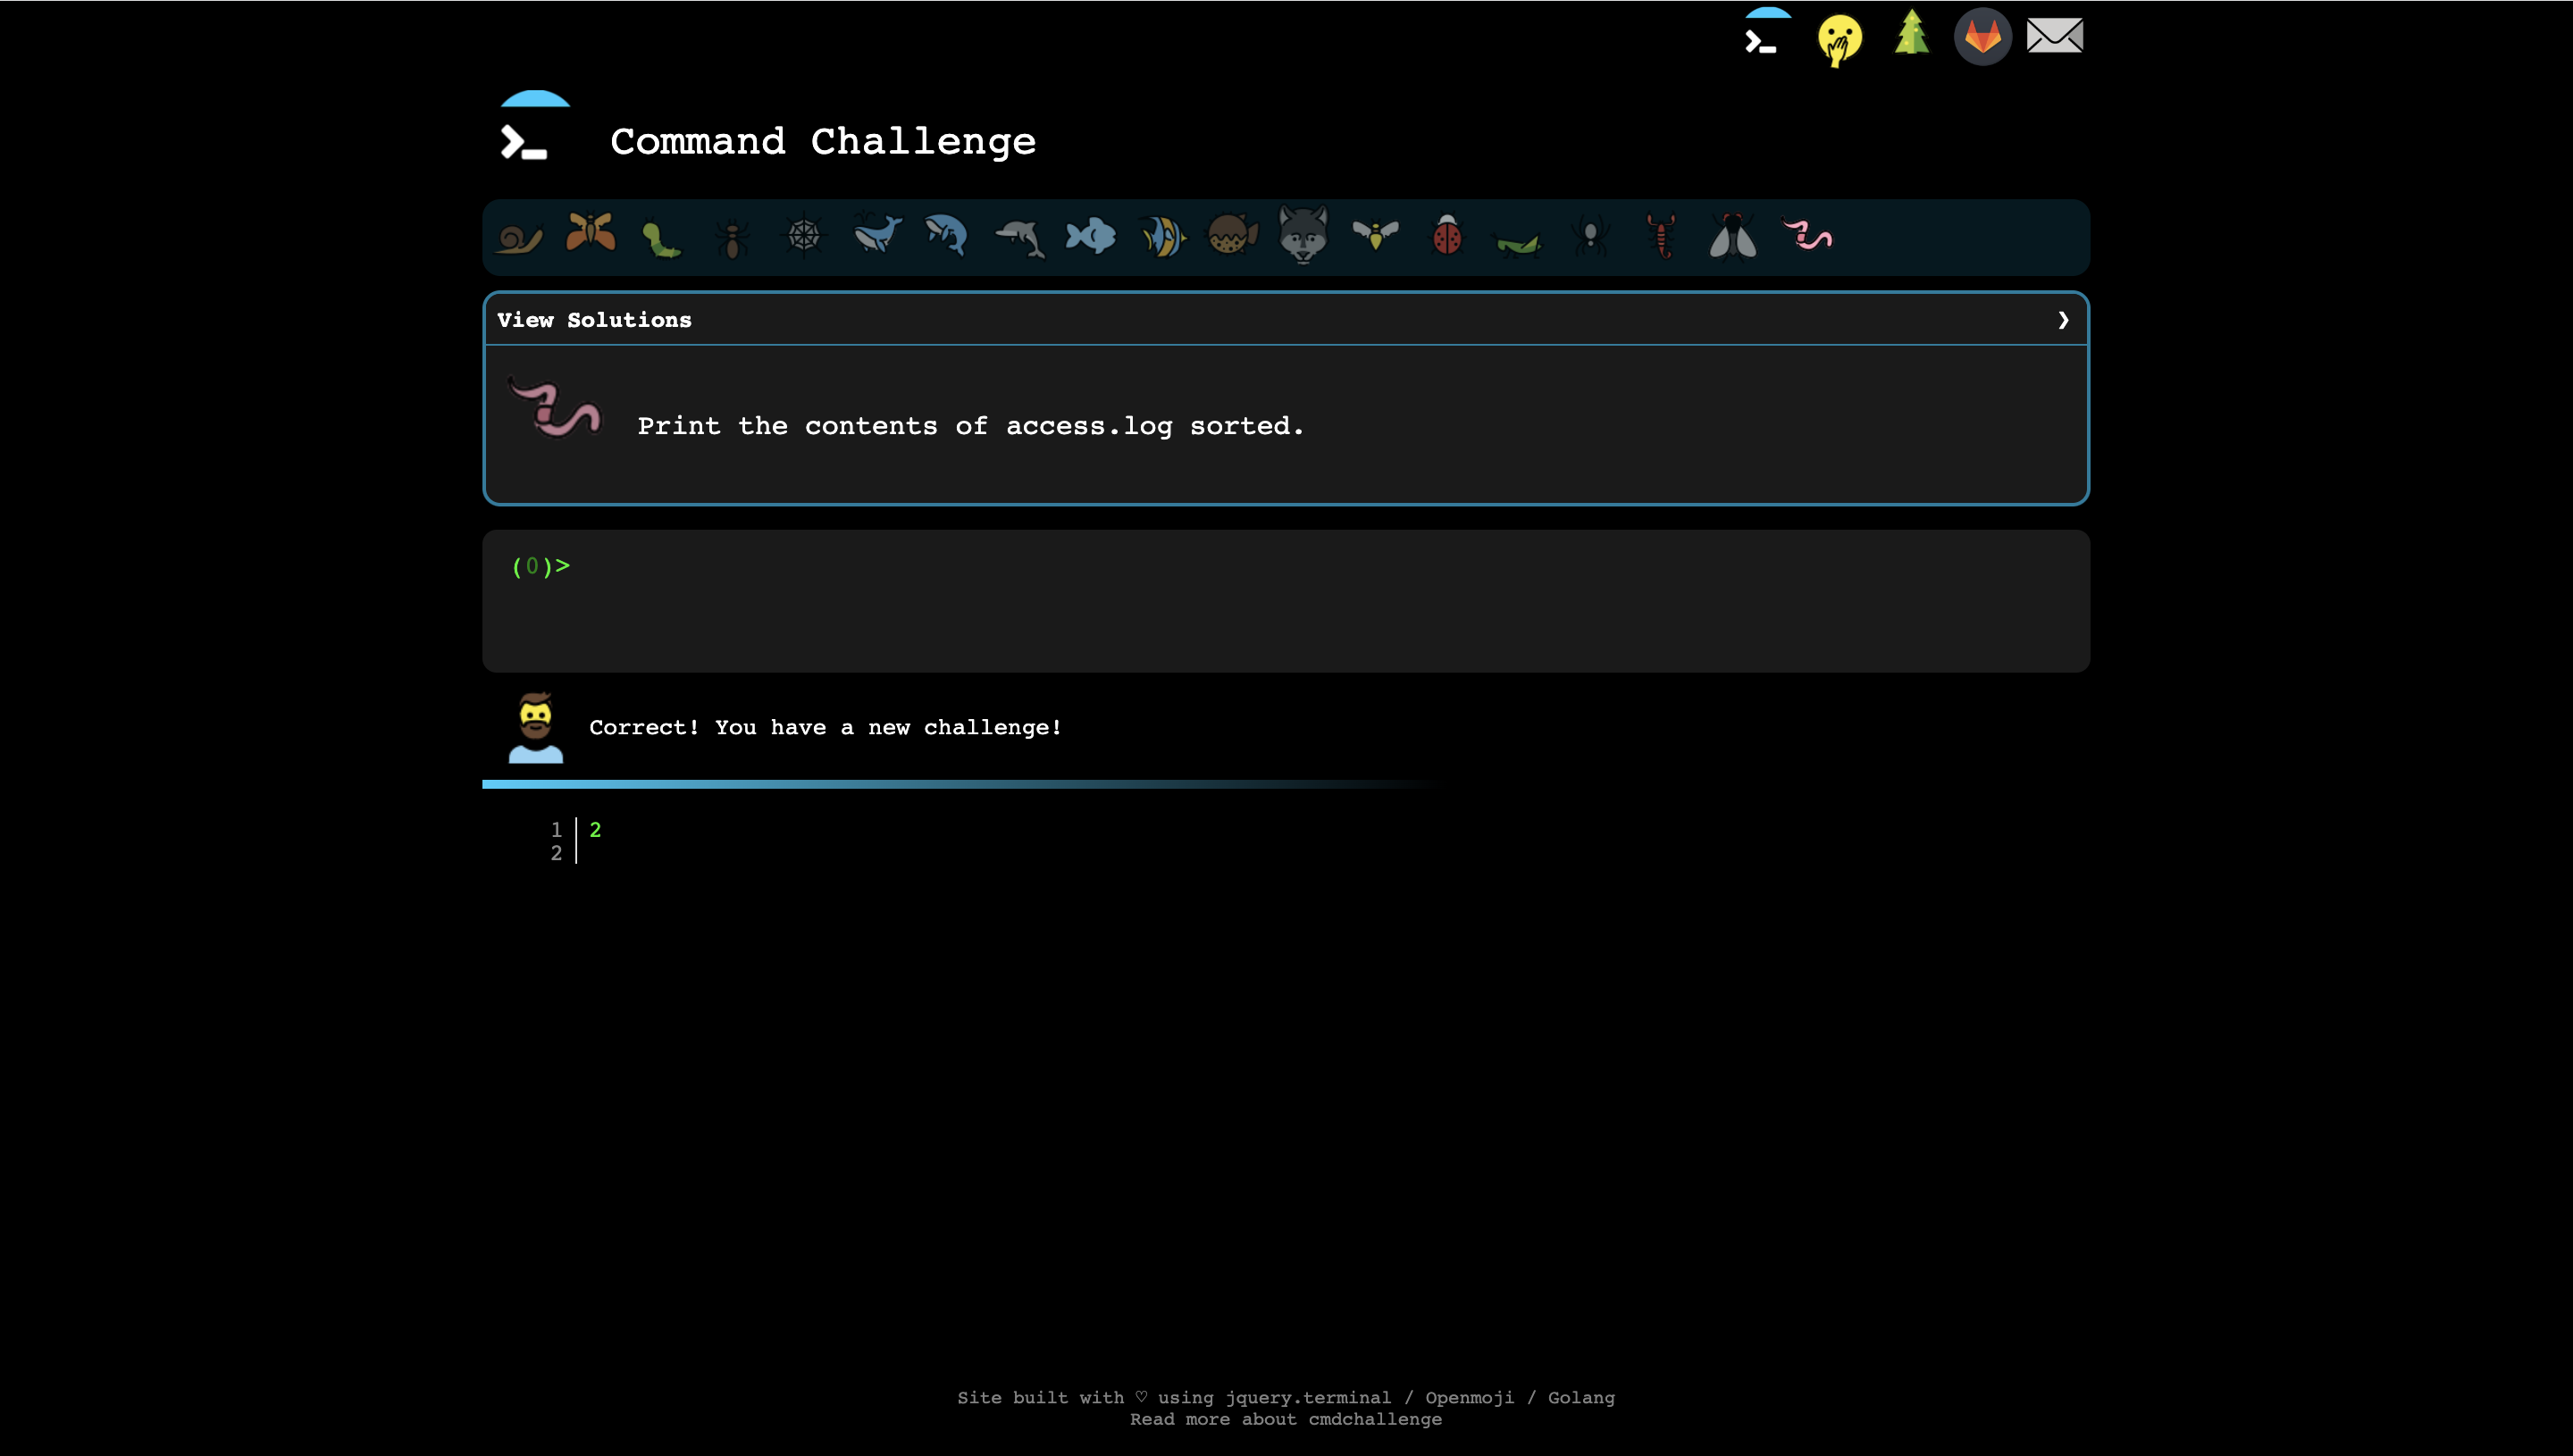 Command Challenge
View Solutions ❯
Print the contents of access.log sorted.
(0)>
Correct! You have a new challenge!
1 2
2
Site built with ♡ using jquery.terminal / Openmoji / Golang
Read more about cmdchallenge